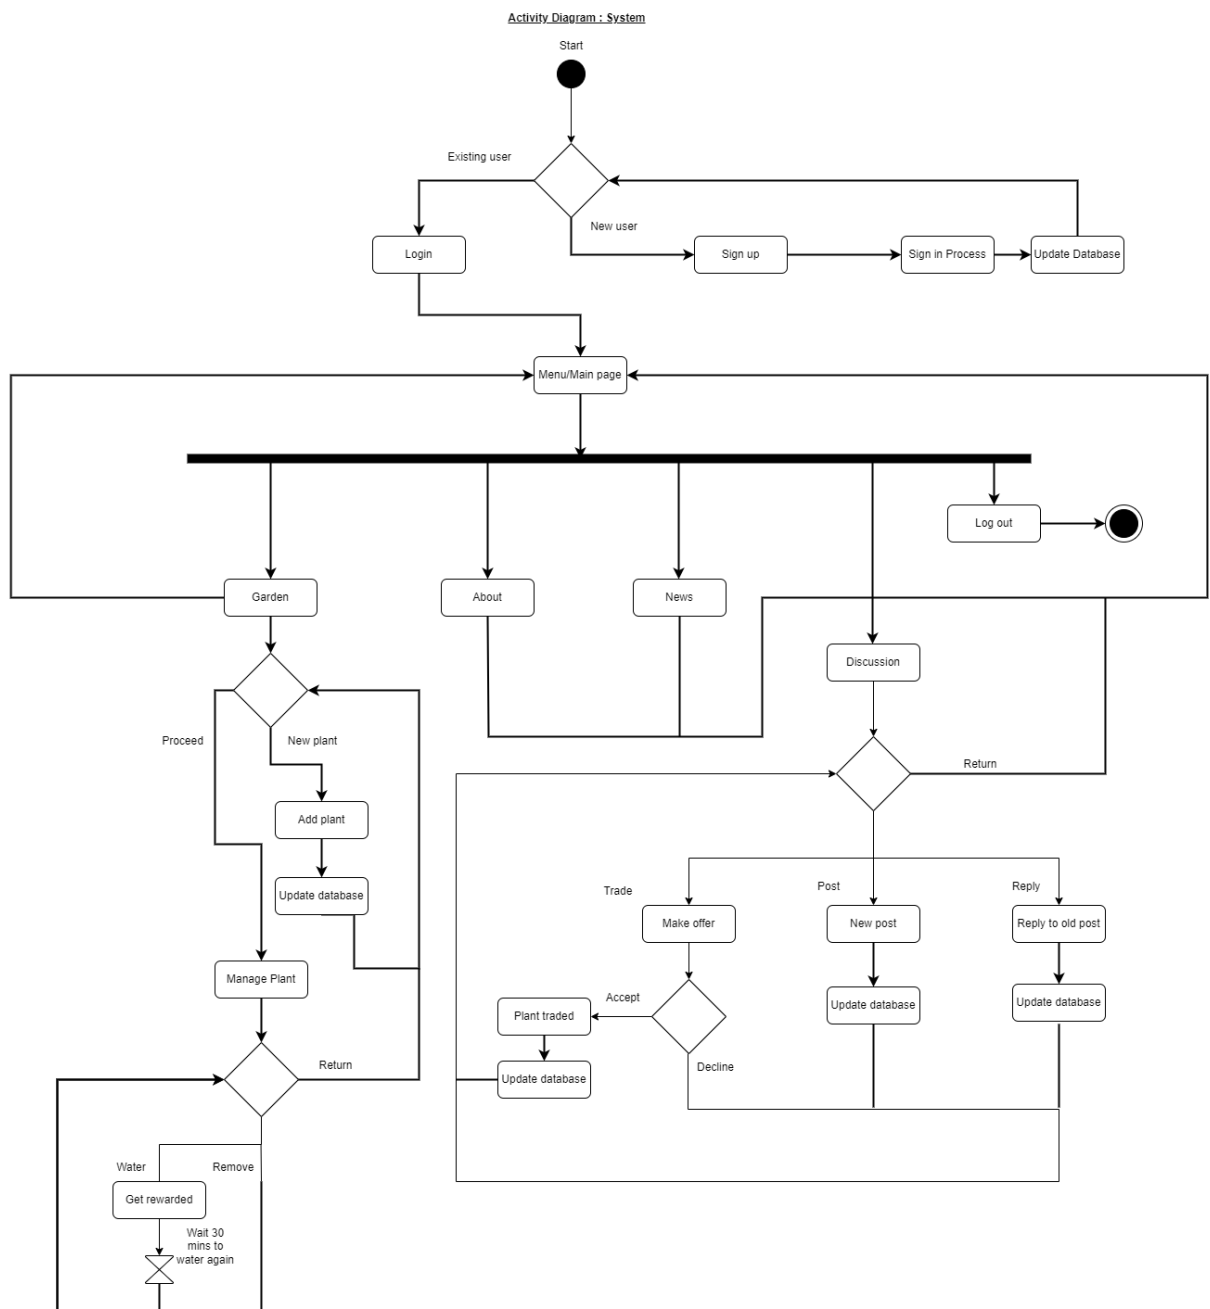 Activity Diagram : System
Start
Existing user
New user
Login
Sign up
Sign in Process
Update Database
Menu/Main page
Log out
Garden
About
News
Discussion
Proceed
New plant
Return
Add plant
Update database
Trade
Post
Reply
Make offer
New post
Reply to old post
Manage Plant
Accept
Plant traded
Update database
Update database
Return
Decline
Update database
Water
Remove
Get rewarded
Wait 30
mins to
water again